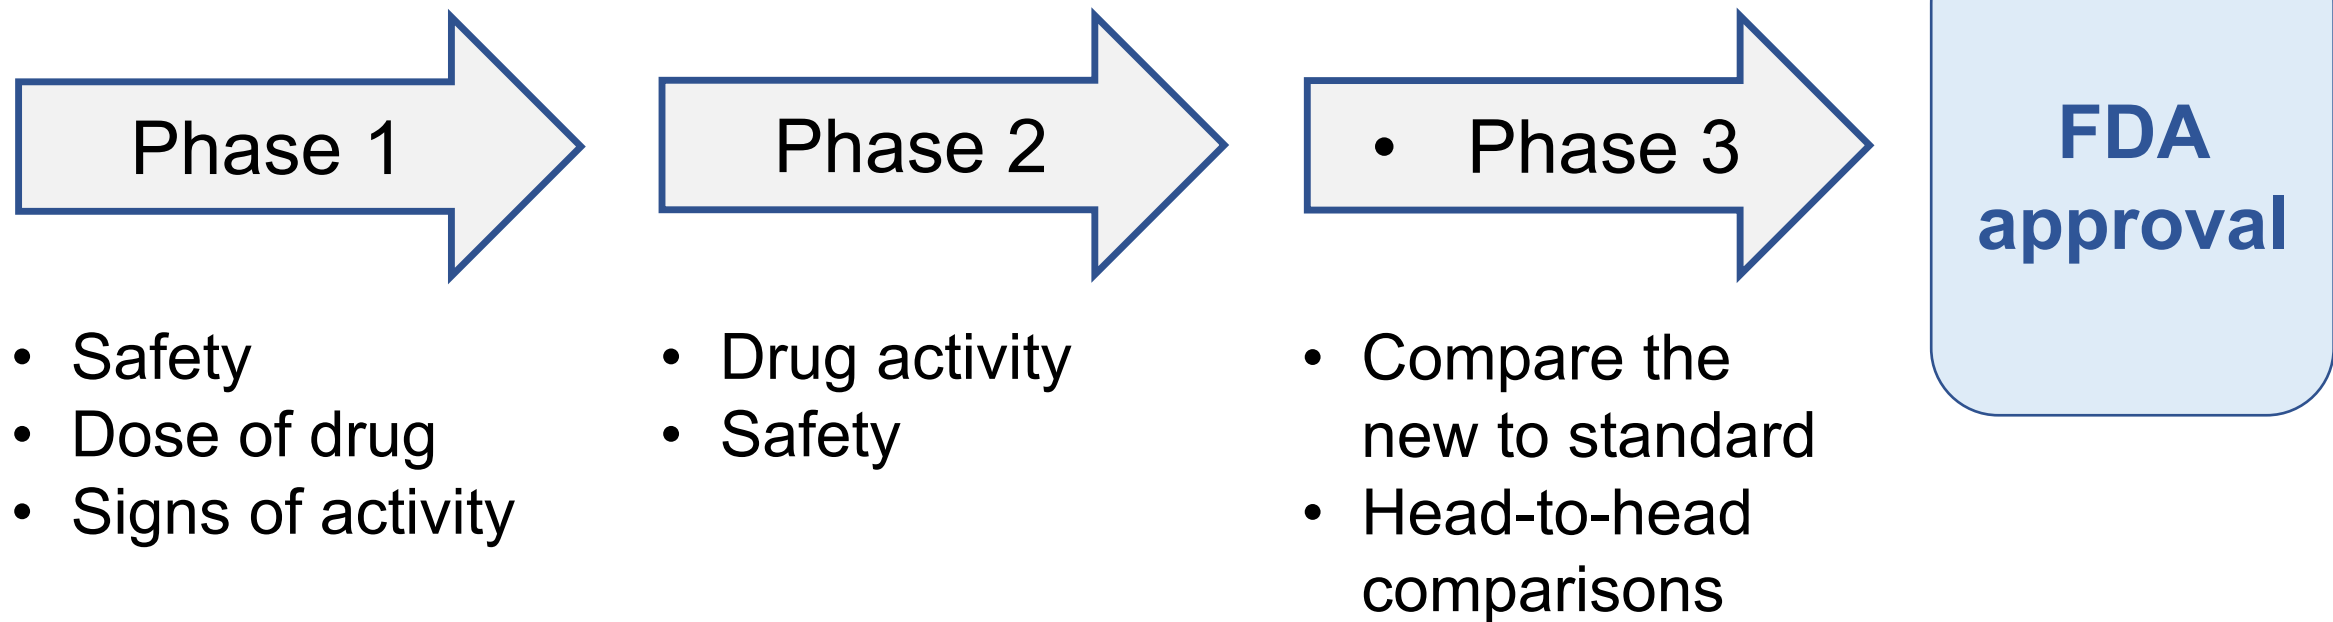 Phase 1
• Safety
• Dose of drug
• Signs of activity
Phase 2
• Drug activity
• Safety
• Phase 3
• Compare the
new to standard
• Head-to-head
comparisons
FDA
approval